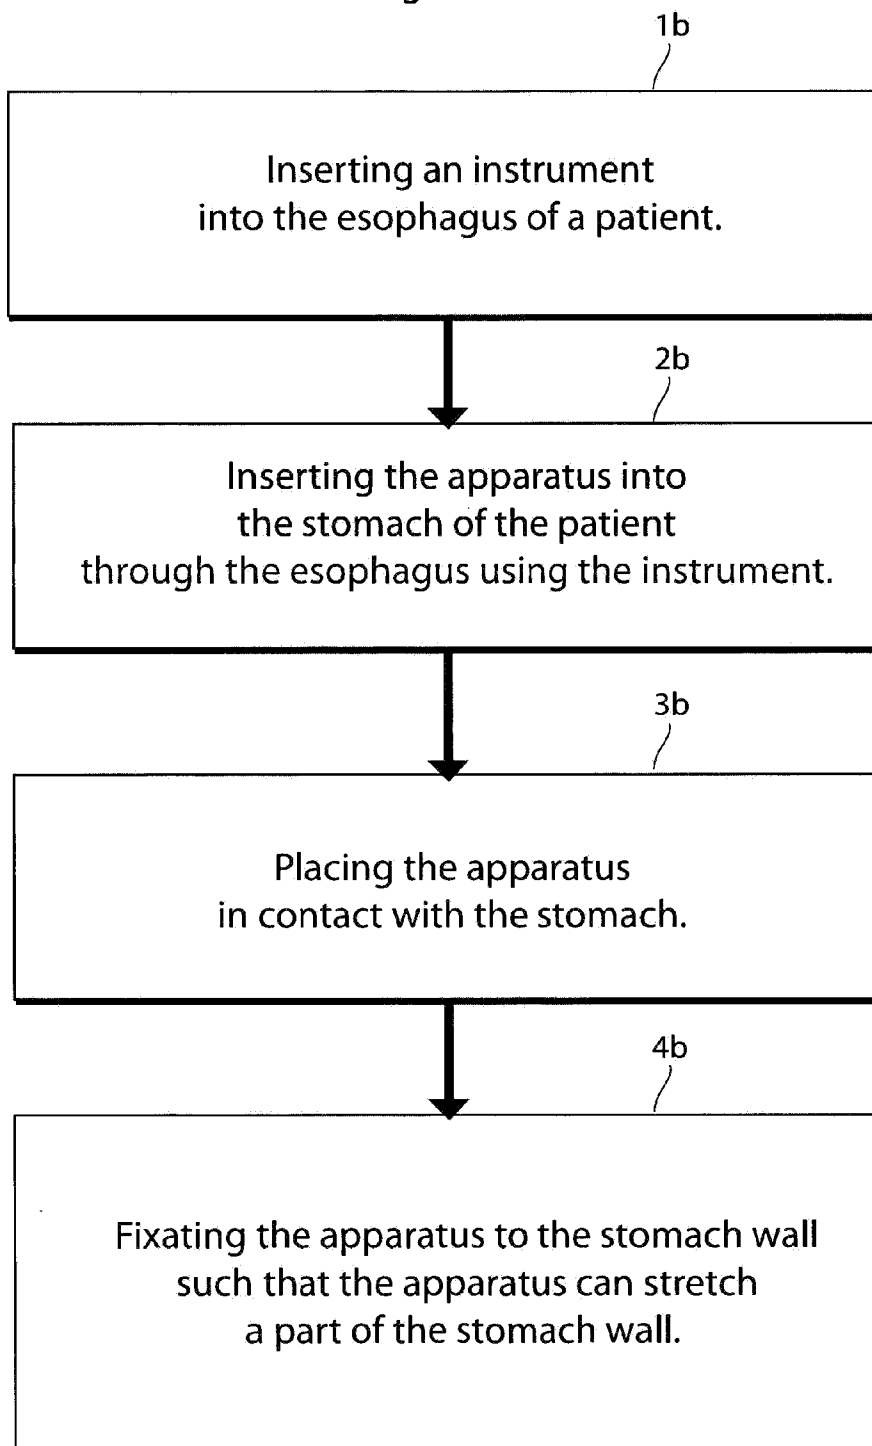 1b
Inserting an instrument
into the esophagus of a patient.
2b
Inserting the apparatus into
the stomach of the patient
through the esophagus using the instrument.
3b
Placing the apparatus
in contact with the stomach.
4b
Fixating the apparatus to the stomach wall
such that the apparatus can stretch
a part of the stomach wall.